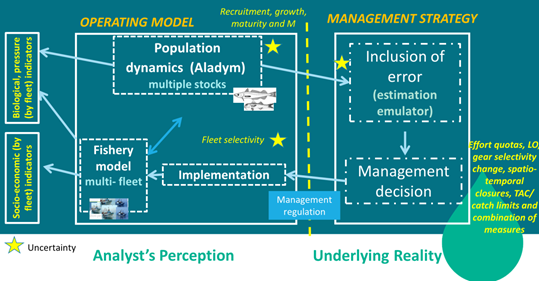 OPERATING MODEL
Recruitment, growth,
maturity and M
MANAGEMENT STRATEGY
Biological, pressure
(by fleet) indicators
Population
dynamics (Aladym)
multiple stocks
Inclusion of
error
(estimation
emulator)
Socio-economic (by
fleet) indicators
Fishery
model
multi- fleet
Fleet selectivity
Implementation
Management
decision
Management
regulation
Effort quotas, LO,
gear selectivity
change, spatio-
temporal
closures, TAC/
catch limits and
combination of
measures
Uncertainty
Analyst's Perception
Underlying Reality